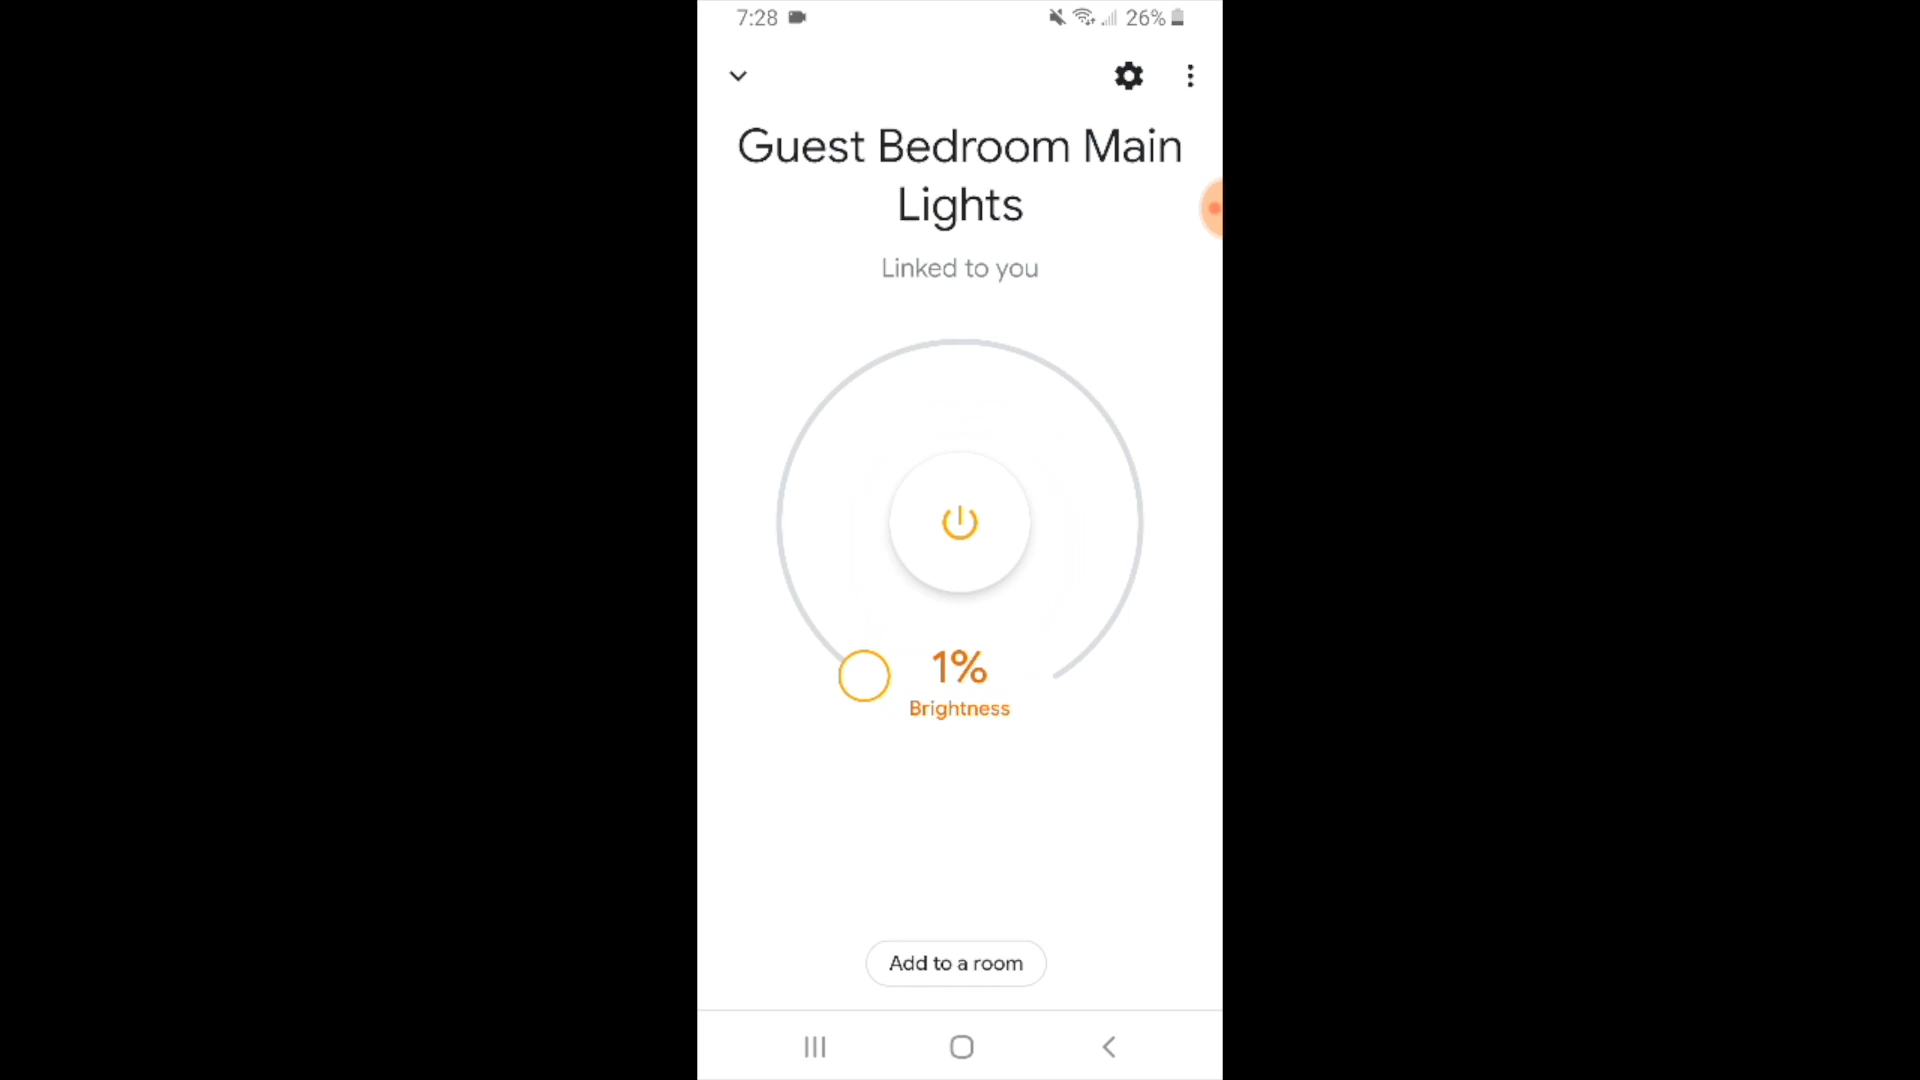 7:28 26%
Guest Bedroom Main
Lights
Linked to you
1%
Brightness
Add to a room